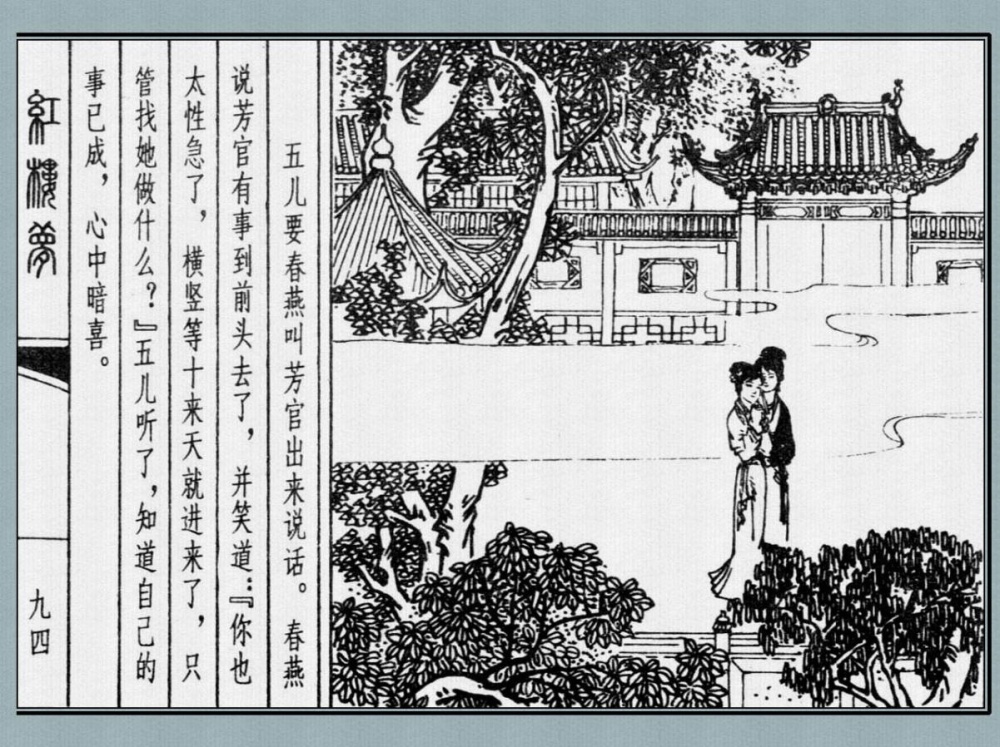 五儿要春燕叫芳官出来说话。春燕
说芳官有事到前头去了，并笑道：『你也
太性急了，横竖等十来天就进来了，只
管找她做什么？』五儿听了，知道自己的
事已成，心中暗喜。
红楼梦
九四